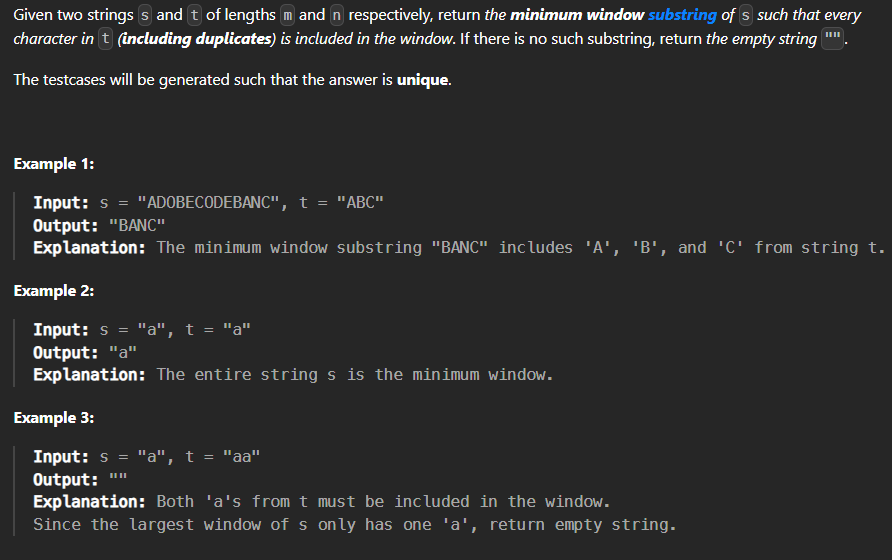 Given two strings s and t of lengths m and n respectively, return the minimum window substring of s such that every
character in t (including duplicates) is included in the window. If there is no such substring, return the empty string "".
The testcases will be generated such that the answer is unique.
Example 1:
Input: s = "ADOBECODEBANC", t = "ABC"
Output: "BANC"
Explanation: The minimum window substring "BANC" includes 'A', 'B', and 'C' from string t.
Example 2:
Input: s = "a", t = "a"
Output: "a"
Explanation: The entire string s is the minimum window.
Example 3:
Input: s = "a", t = "aa"
Output: ""
Explanation: Both 'a's from t must be included in the window.
Since the largest window of s only has one 'a', return empty string.